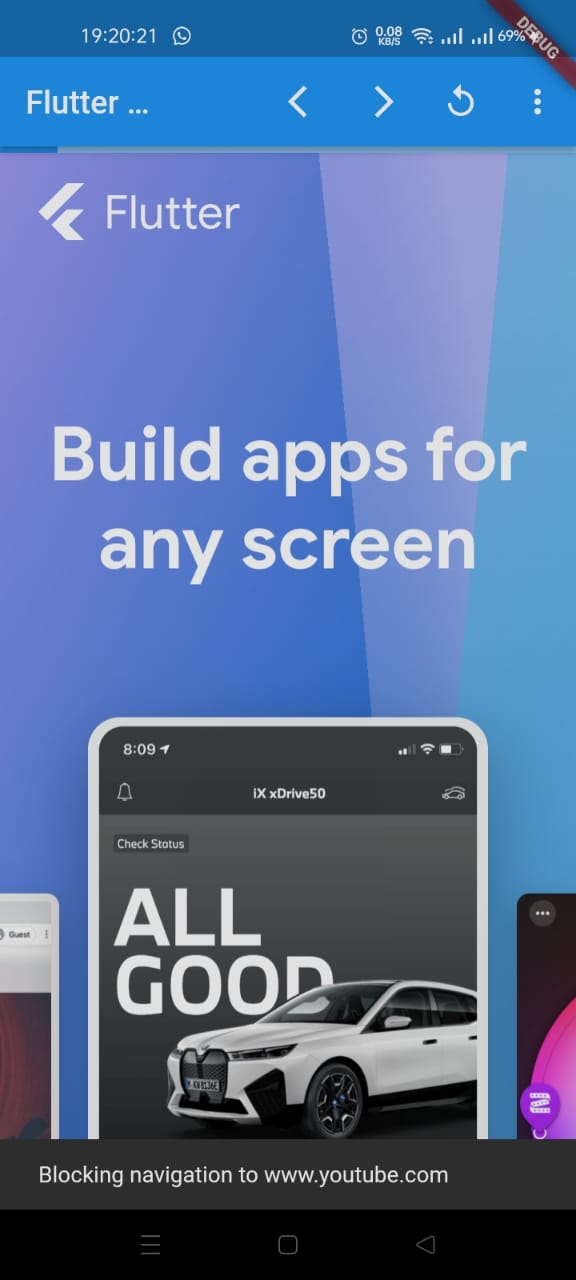 19:20:21
0.08
KB/S
69%
DEBUG
Flutter ...
Flutter
Build apps for
any screen
8:09
iX xDrive50
Check Status
ALL
GOOD
Guest
Blocking navigation to www.youtube.com